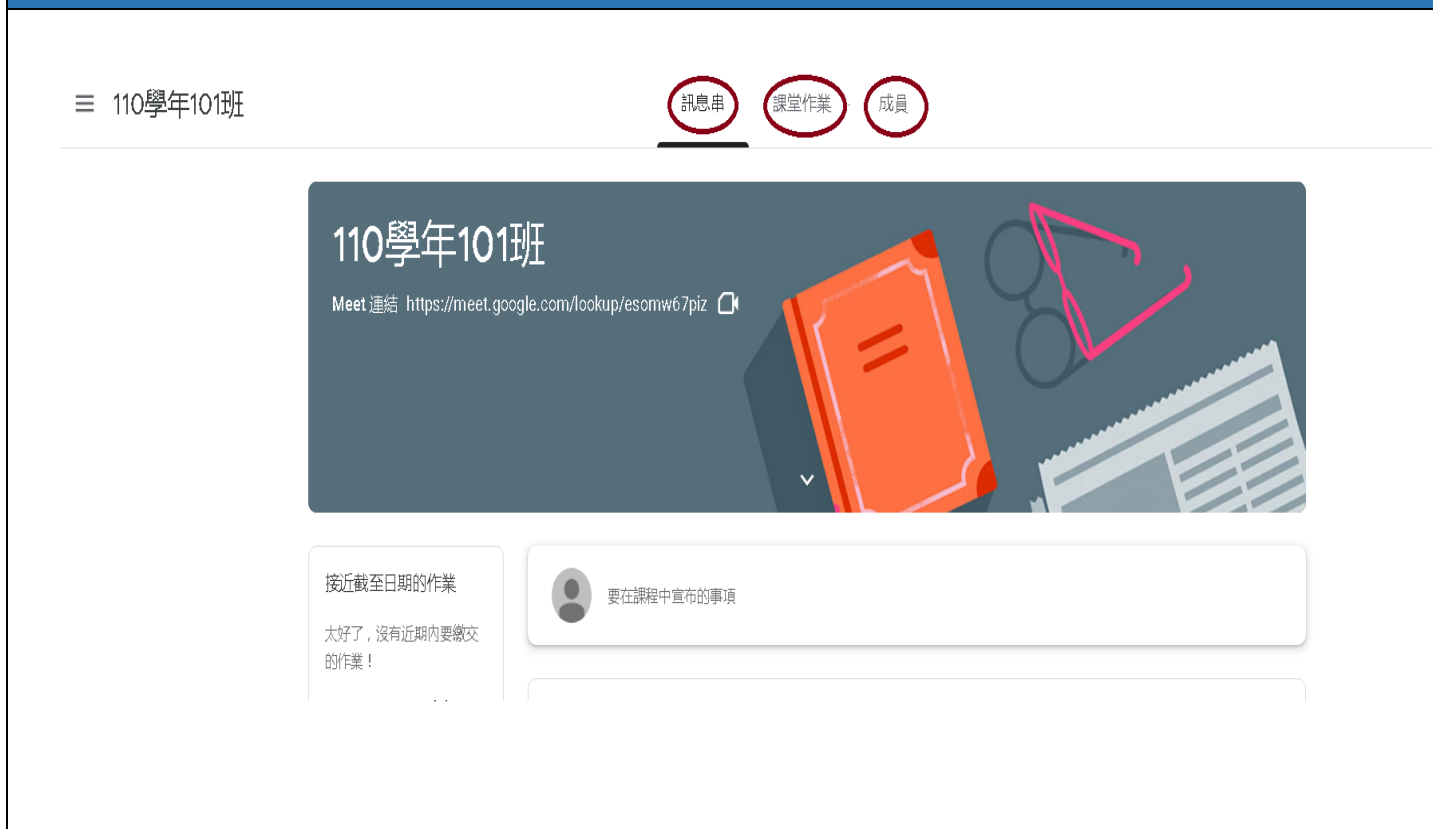 110學年101班
訊息串 課堂作業 成員
110學年101班
Meet 連結 https://meet.google.com/lookup/esomw67piz
接近截至日期的作業
太好了，沒有近期内要繳交
的作業！
要在課程中宣布的事項